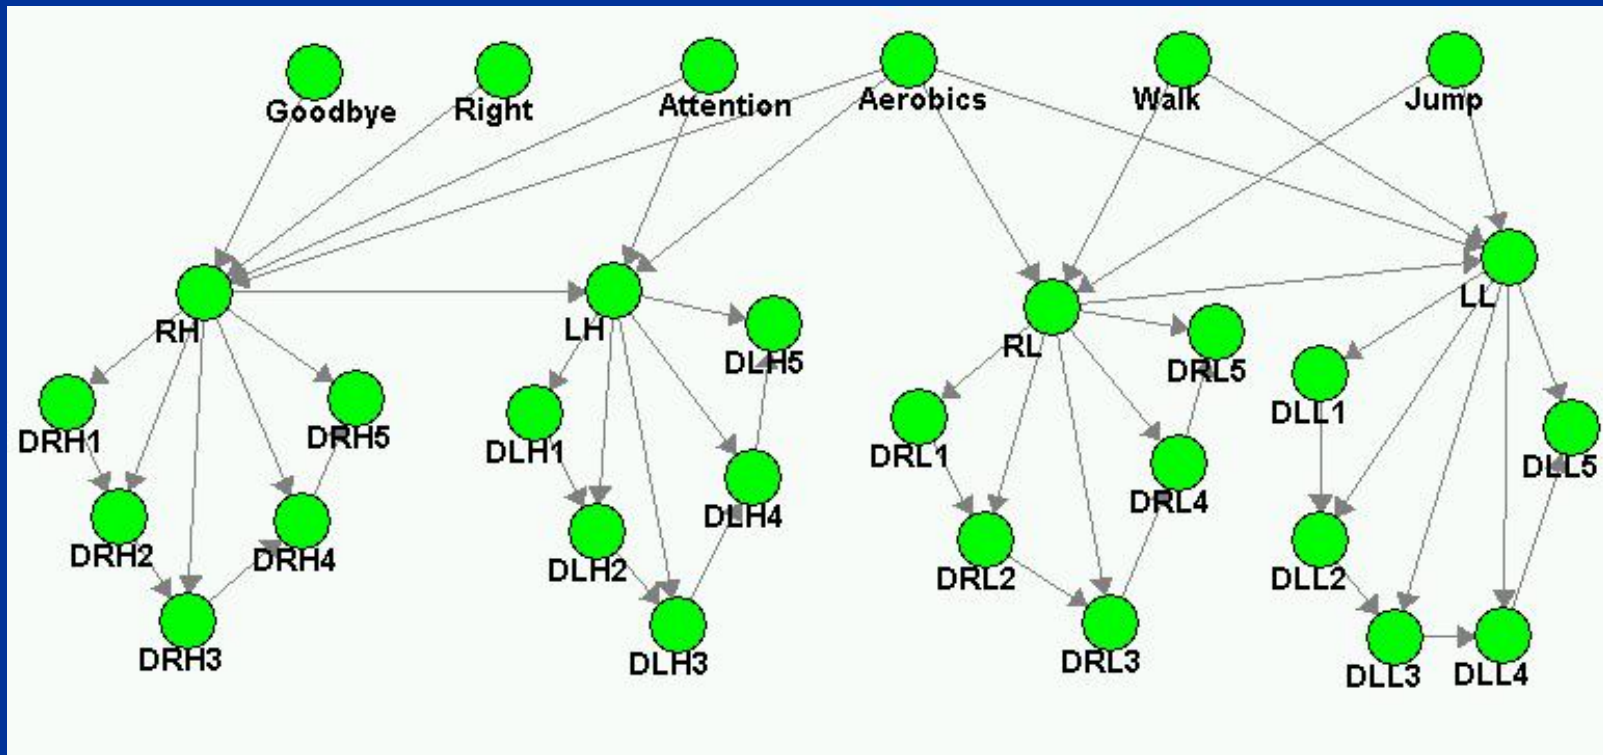 Goodbye
Right
Attention
Aerobics
Walk
Jump
RH
LH
RL
LL
DRH1
DRH2
DRH3
DRH4
DRH5
DLH1
DLH2
DLH3
DLH4
DLH5
DRL1
DRL2
DRL3
DRL4
DRL5
DLL1
DLL2
DLL3
DLL4
DLL5